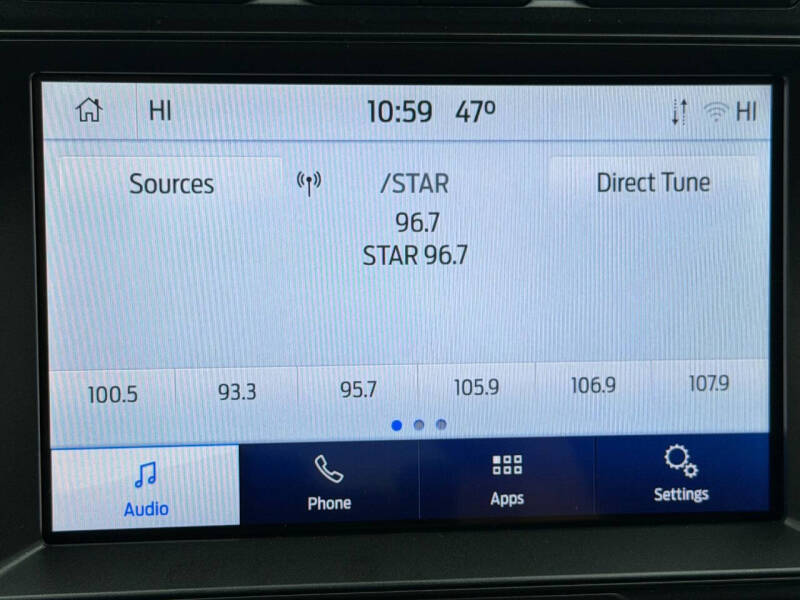 HI 10:59 47° HI
Sources /STAR Direct Tune
96.7
STAR 96.7
100.5 93.3 95.7 105.9 106.9 107.9
Audio Phone Apps Settings